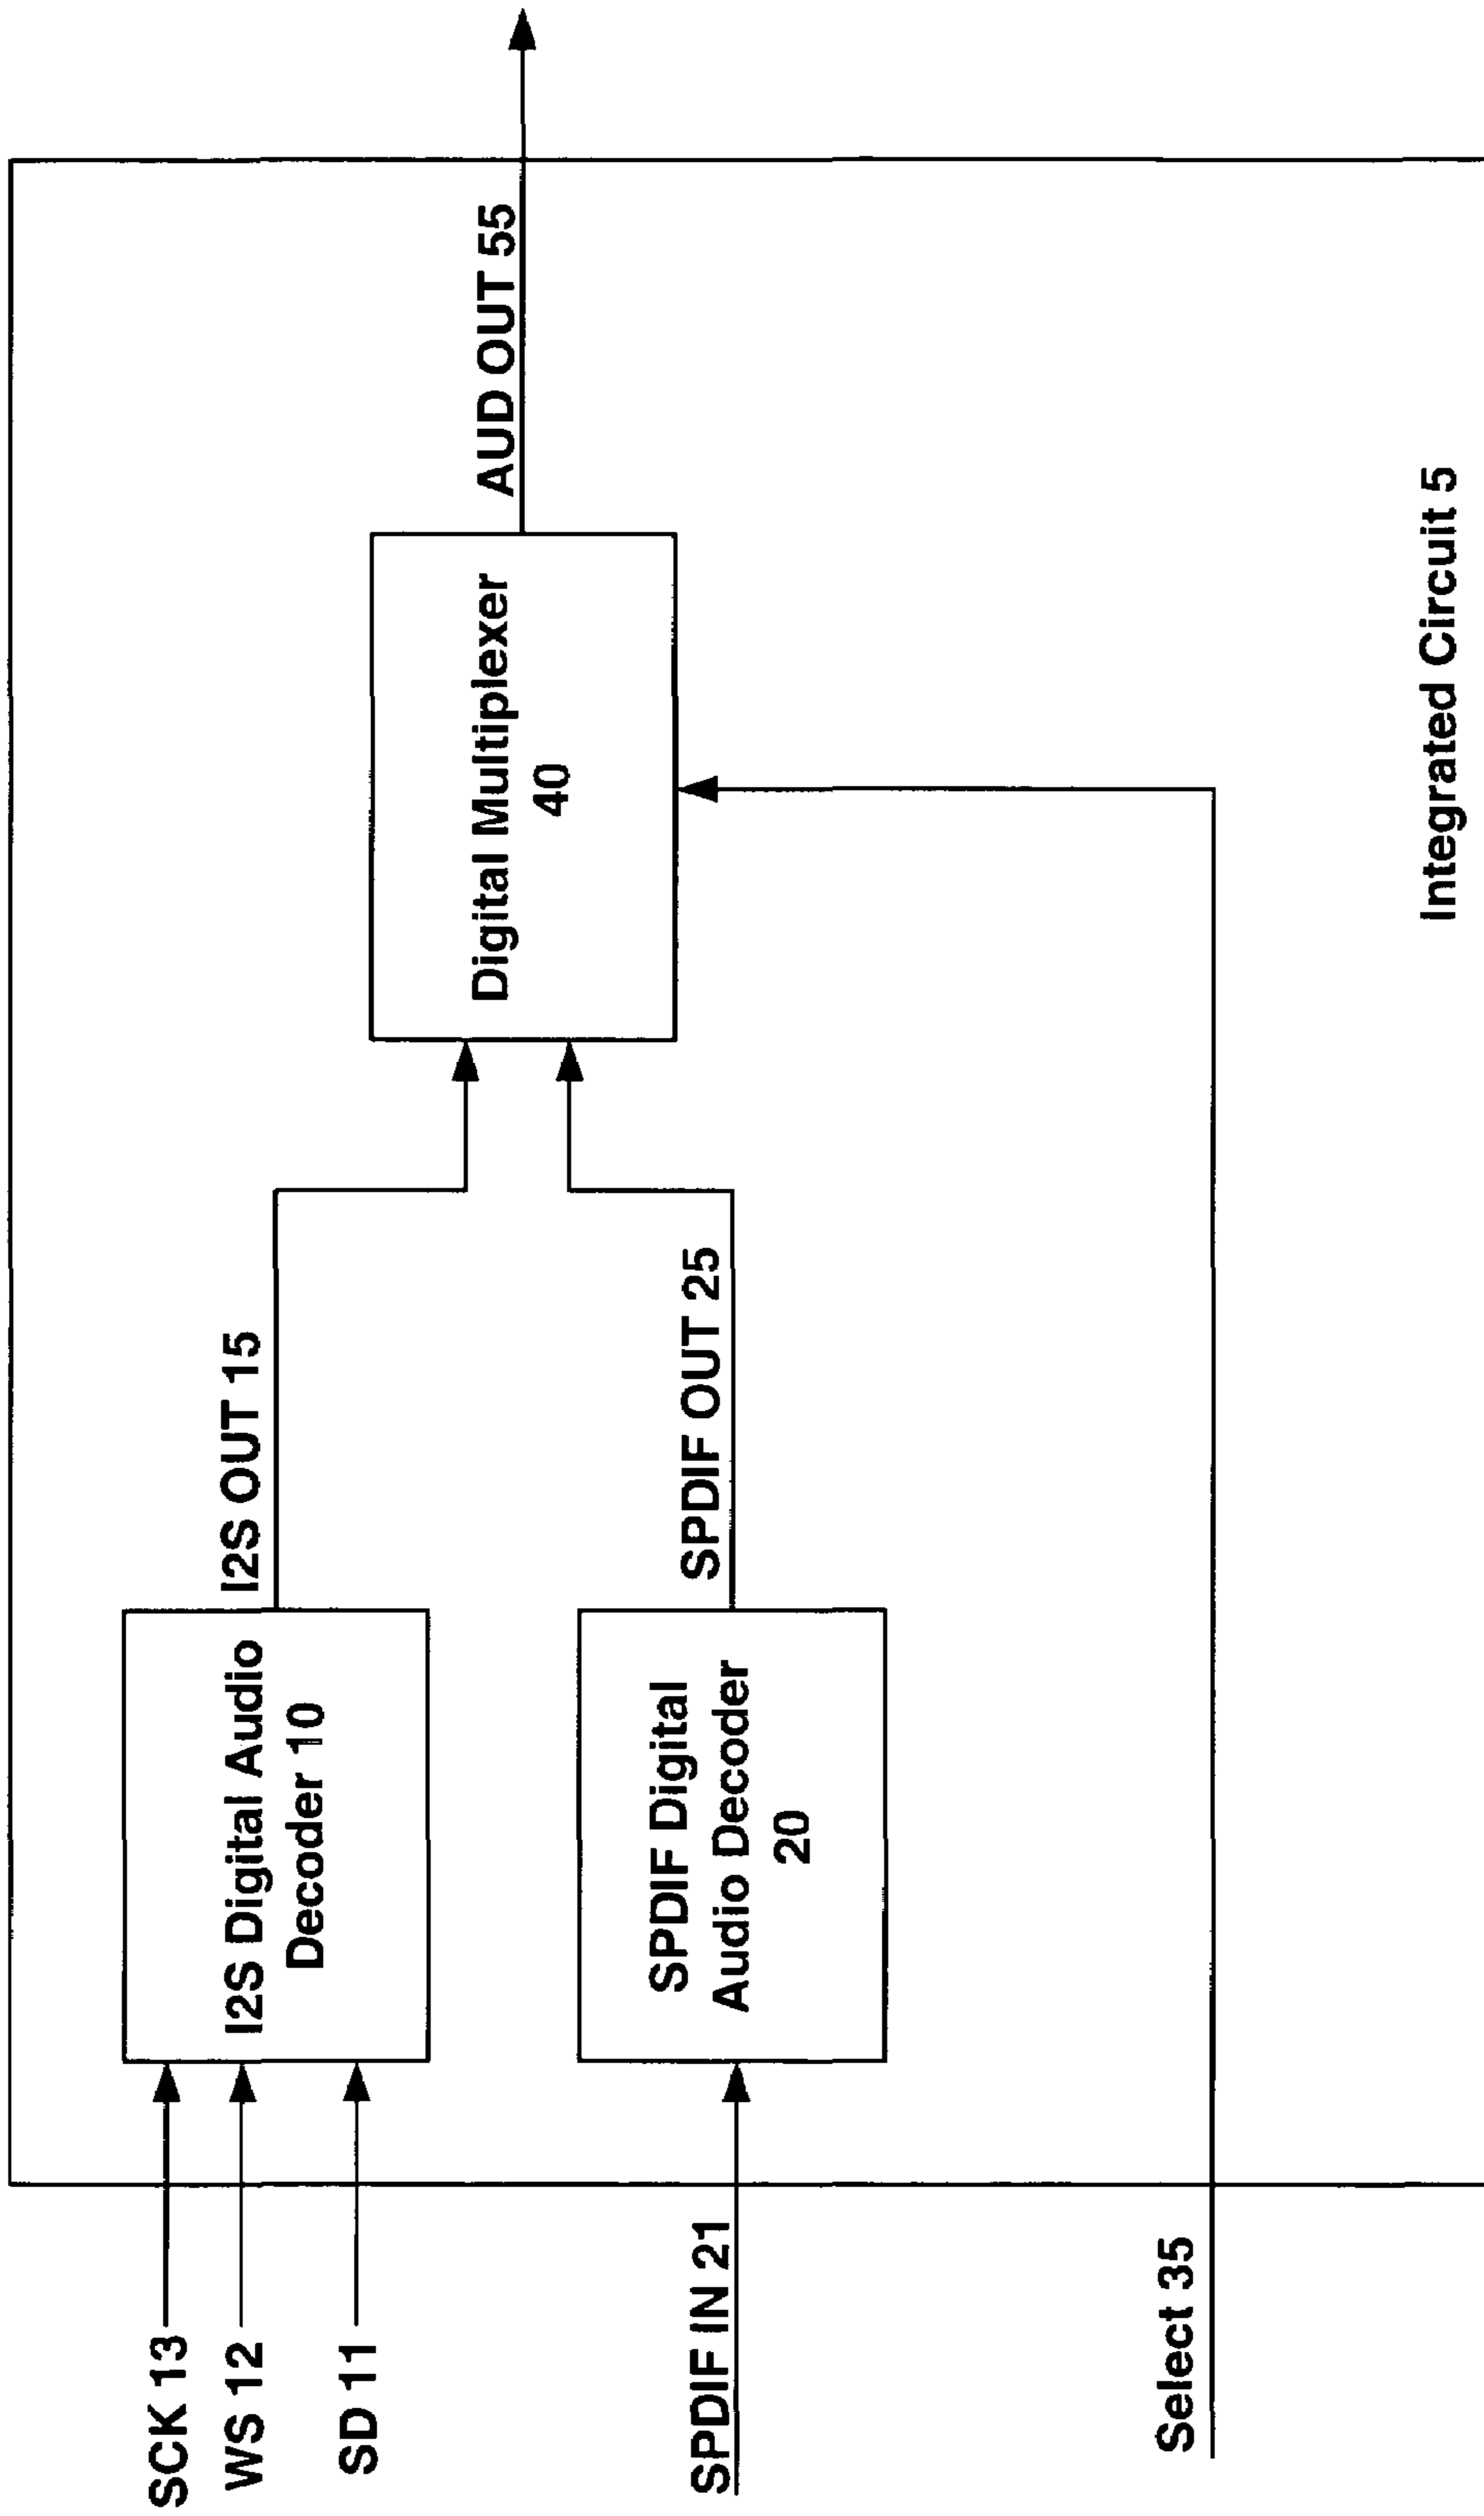 SCK 13
WS 12
SD 11
I2S Digital Audio
Decoder 10
I2S OUT 15
SPDIF IN 21
SPDIF Digital
Audio Decoder
20
SPDIF OUT 25
Digital Multiplexer
40
AUD OUT 55
Select 35
Integrated Circuit 5